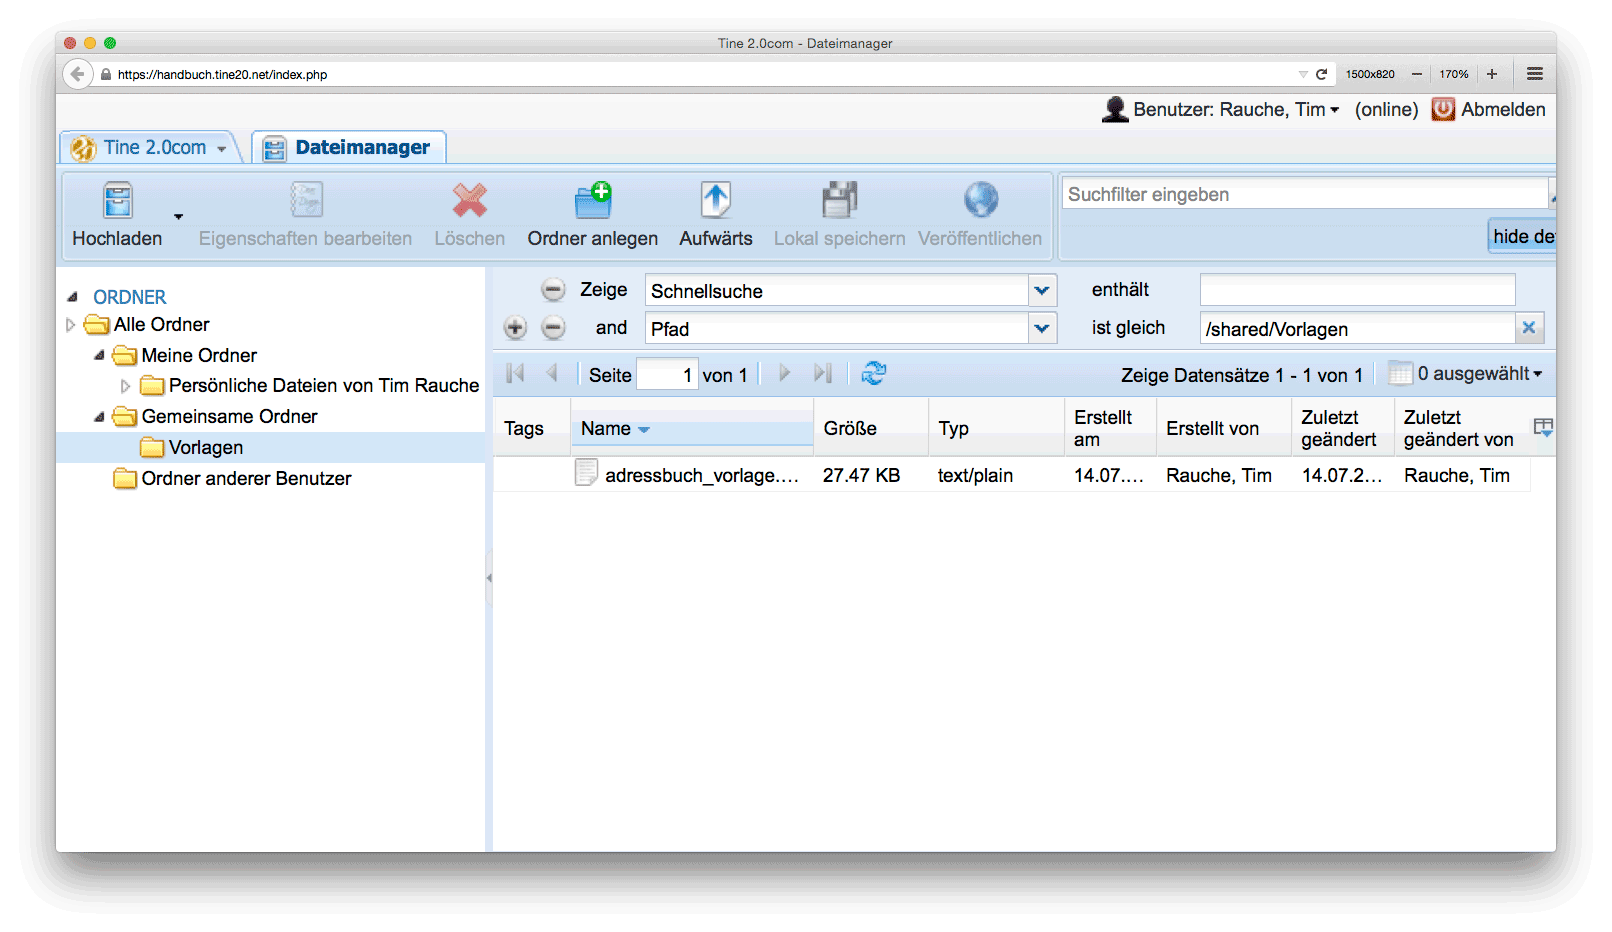 Tine 2.0com - Dateimanager
https://handbuch.tine20.net/index.php 1500x820 170%
Benutzer: Rauche, Tim (online) Abmelden
Tine 2.0com Dateimanager
Hochladen Eigenschaften bearbeiten Löschen Ordner anlegen Aufwärts Lokal speichern Veröffentlichen
Suchfilter eingeben
hide de
ORDNER
Alle Ordner
Meine Ordner
Persönliche Dateien von Tim Rauche
Gemeinsame Ordner
Vorlagen
Ordner anderer Benutzer
Zeige Schnellsuche enthält
and Pfad ist gleich /shared/Vorlagen
Seite 1 von 1 Zeige Datensätze 1 - 1 von 1 0 ausgewählt
Tags Name Größe Typ Erstellt am Erstellt von Zuletzt geändert Zuletzt geändert von
adressbuch_vorlage.... 27.47 KB text/plain 14.07.... Rauche, Tim 14.07.2... Rauche, Tim